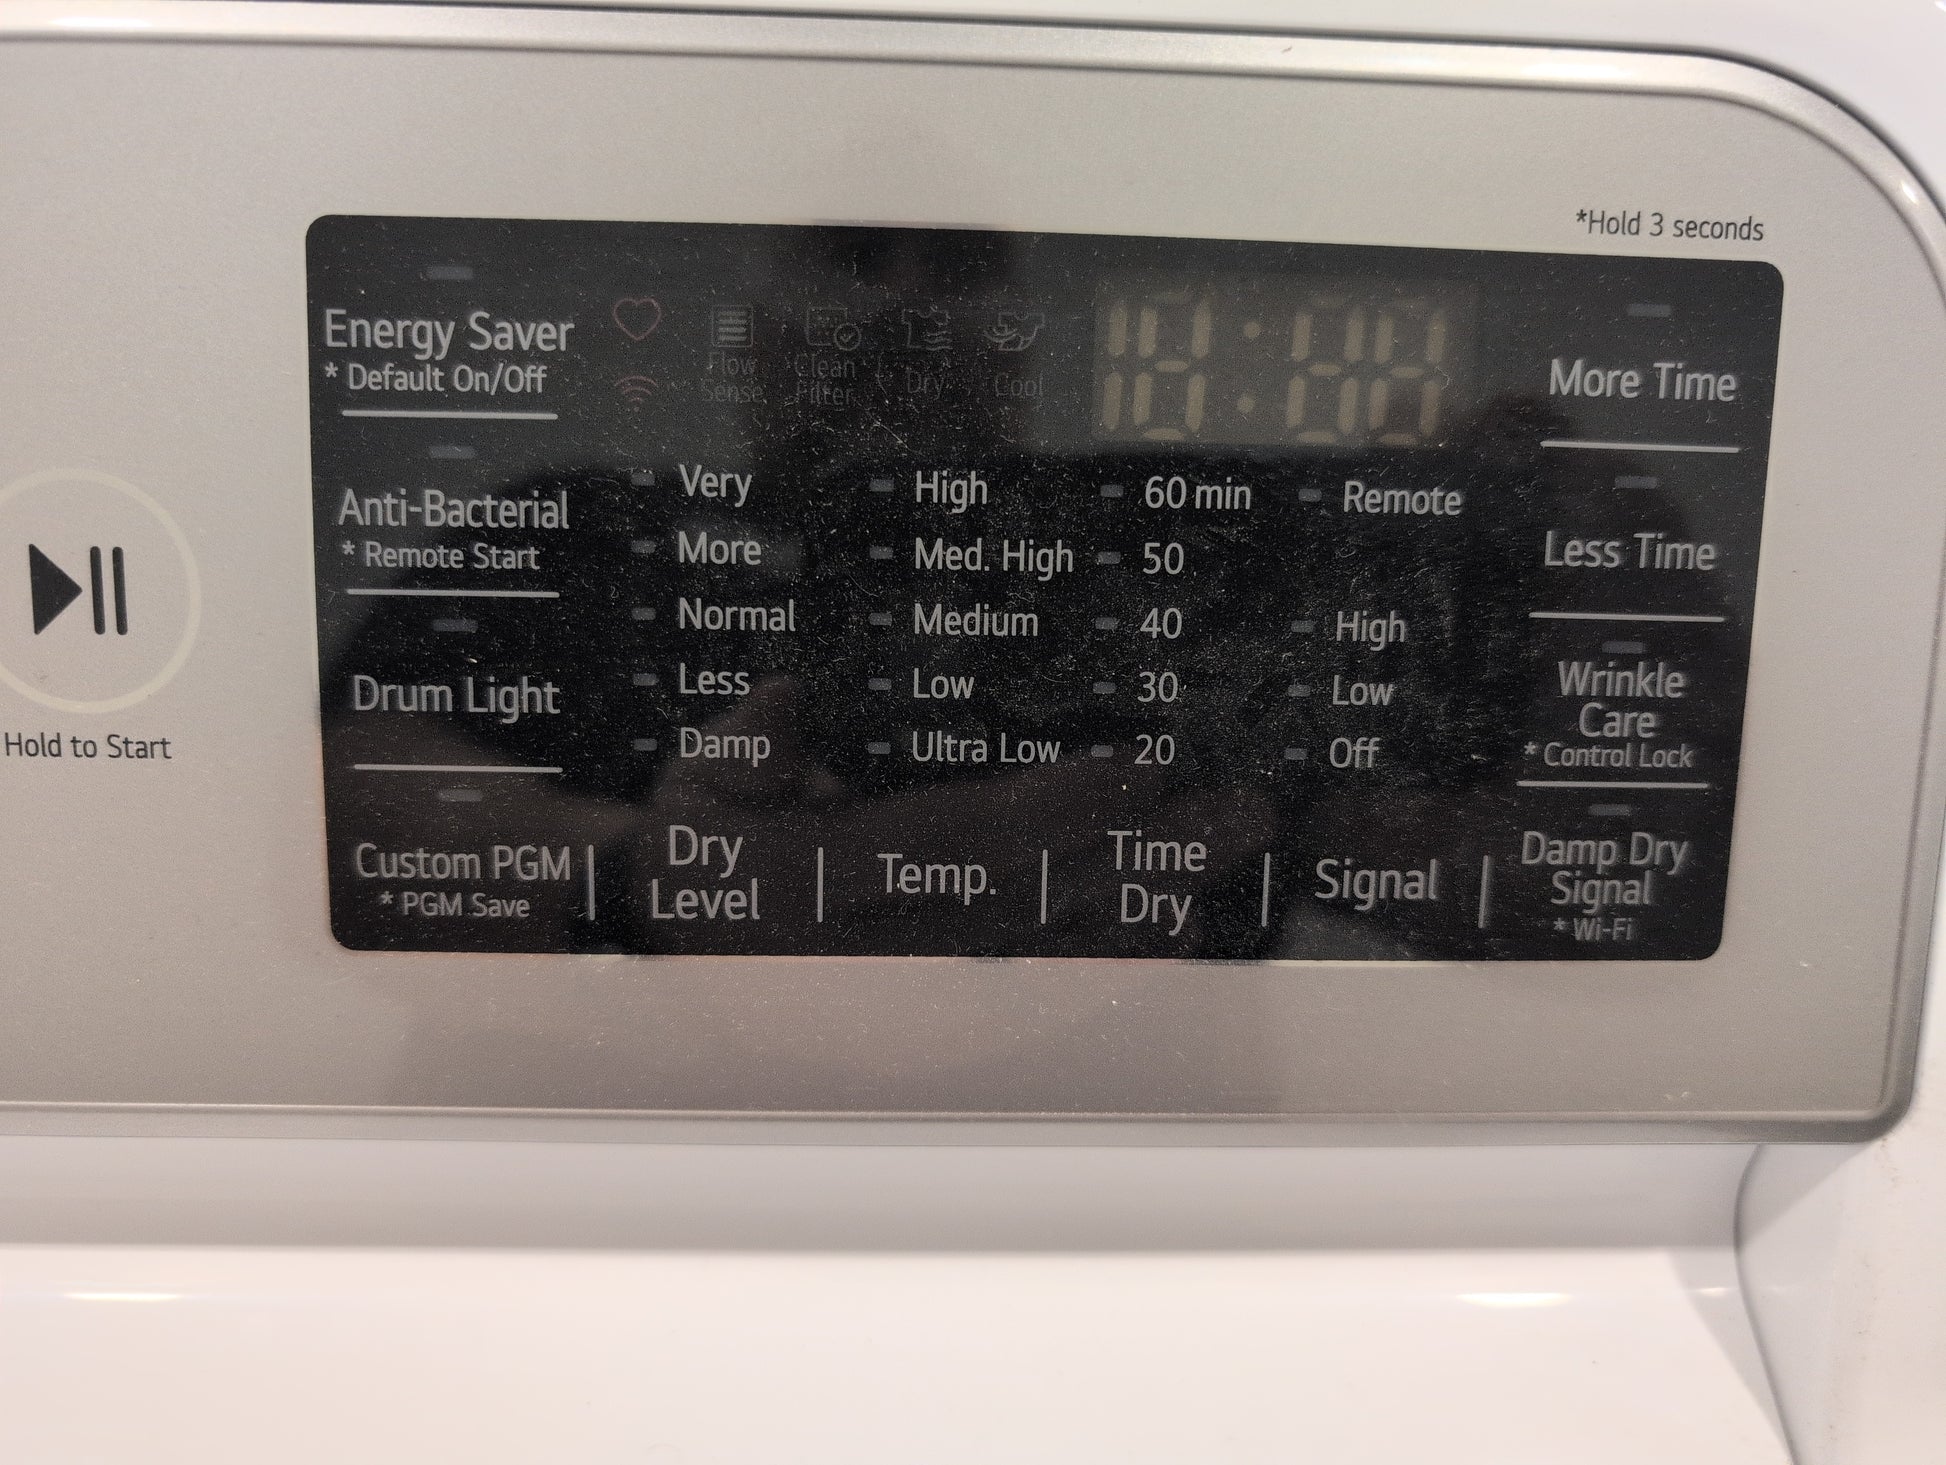 *Hold 3 seconds
Energy Saver
* Default On/Off
Flow
Sense
Clean
Filter
Dry
Cool
18:88
More Time
Anti-Bacterial
* Remote Start
Very
High
60 min
Remote
Less Time
More
Med. High
50
Drum Light
Normal
Medium
40
High
Wrinkle
Care
* Control Lock
Less
Low
30
Low
Damp
Ultra Low
20
Off
Hold to Start
Custom PGM
* PGM Save
Dry
Level
Temp.
Time
Dry
Signal
Damp Dry
Signal
* Wi-Fi